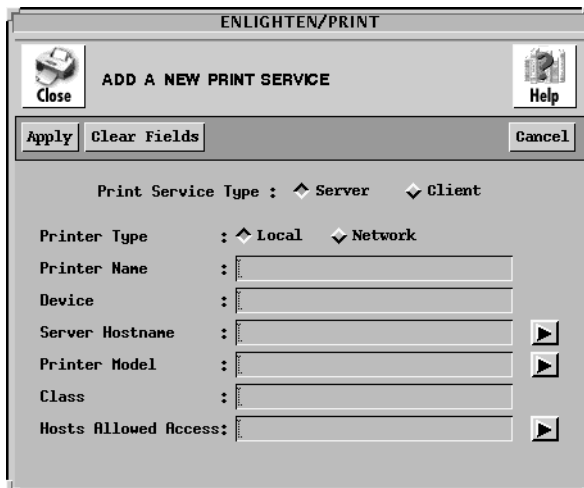 ENLIGHTEN/PRINT
Close
ADD A NEW PRINT SERVICE
Help
Apply Clear Fields Cancel
Print Service Type : Server Client
Printer Type : Local Network
Printer Name :
Device :
Server Hostname :
Printer Model :
Class :
Hosts Allowed Access: